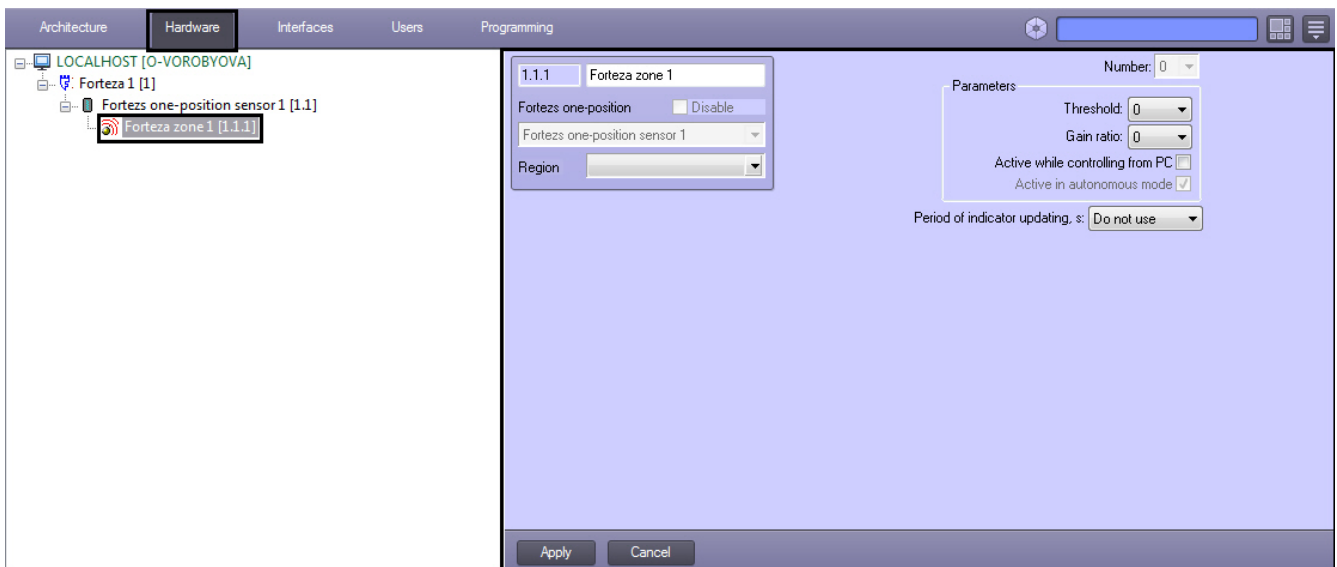 Architecture Hardware Interfaces Users Programming
LOCALHOST [O-VOROBYOVA]
Forteza 1 [1]
Fortezs one-position sensor 1 [1.1]
Forteza zone 1 [1.1.1]
1.1.1 Forteza zone 1
Fortezs one-position Disable
Fortezs one-position sensor 1
Region
Number: 0
Parameters
Threshold: 0
Gain ratio: 0
Active while controlling from PC
Active in autonomous mode
Period of indicator updating, s: Do not use
Apply Cancel